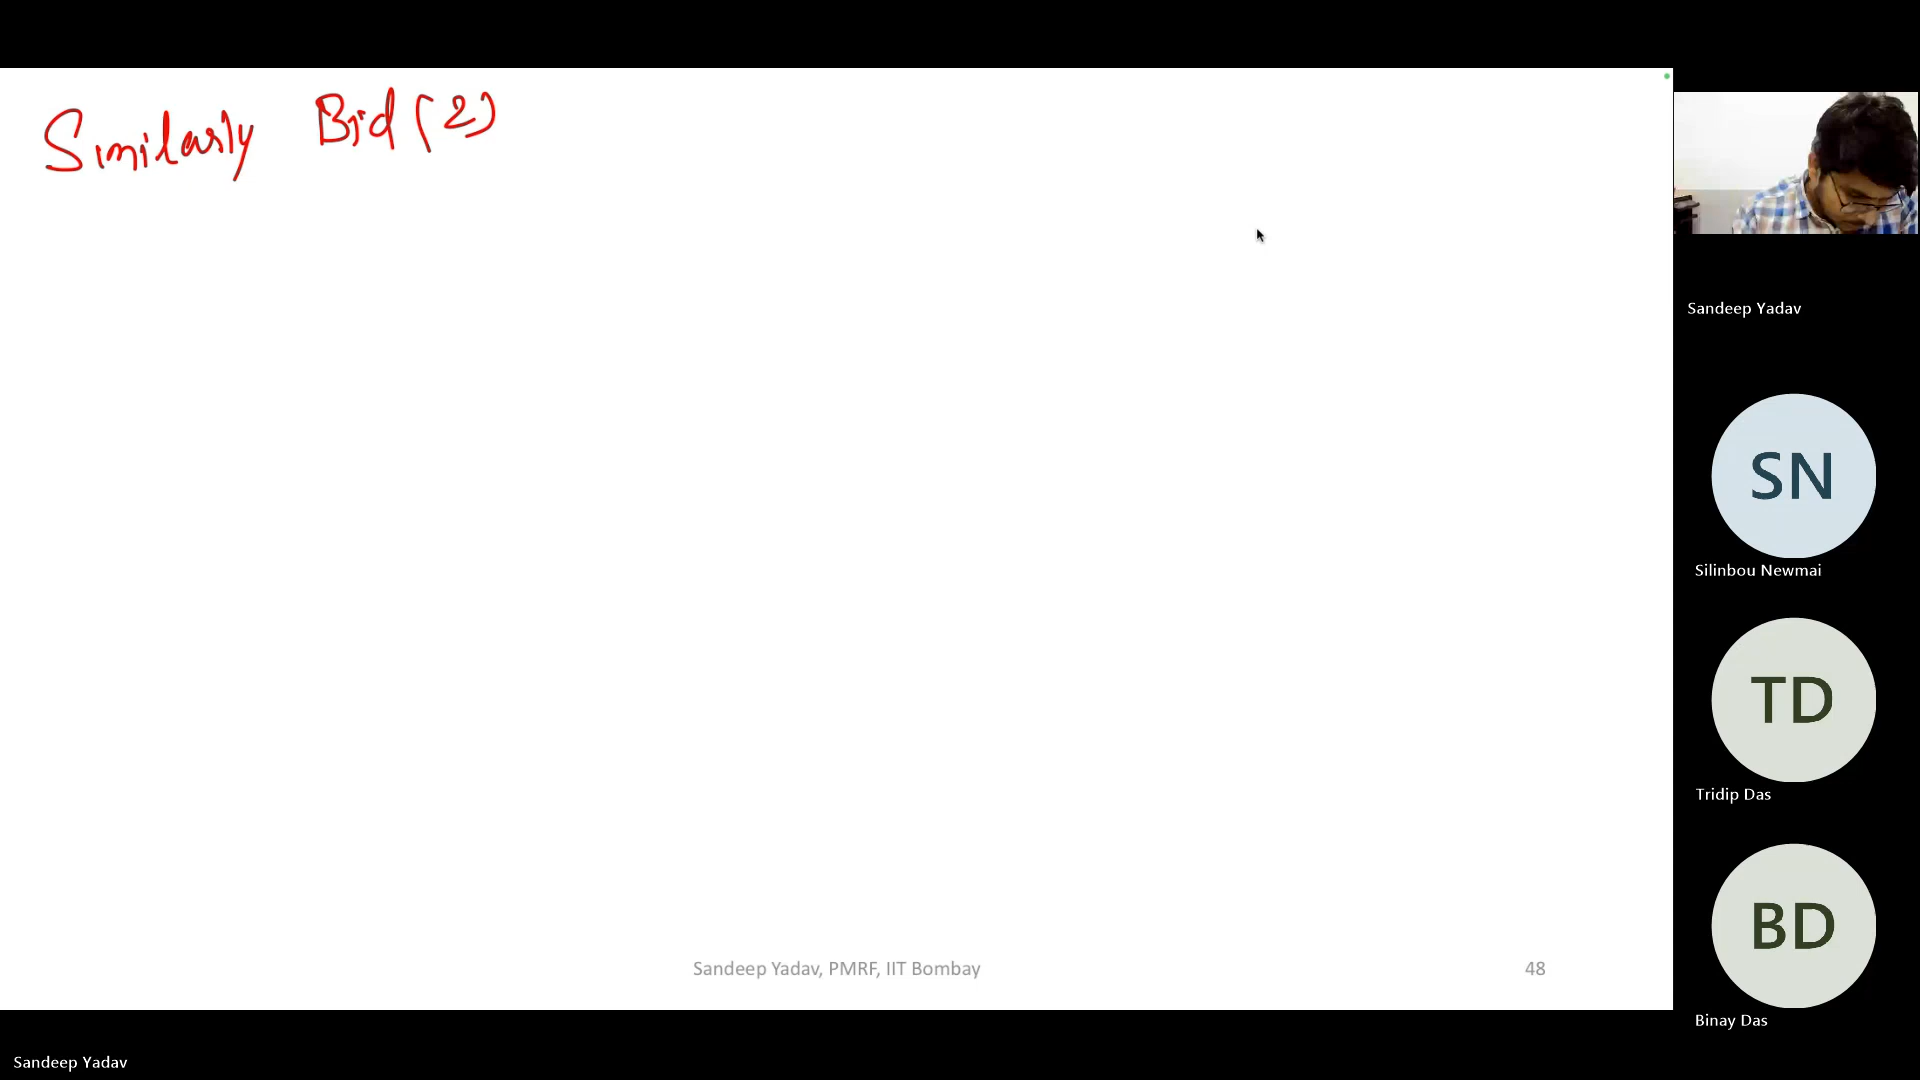 Similarly Bid (2)
Sandeep Yadav
SN
Silinbou Newmai
TD
Tridip Das
BD
Binay Das
Sandeep Yadav, PMRF, IIT Bombay 48
Sandeep Yadav